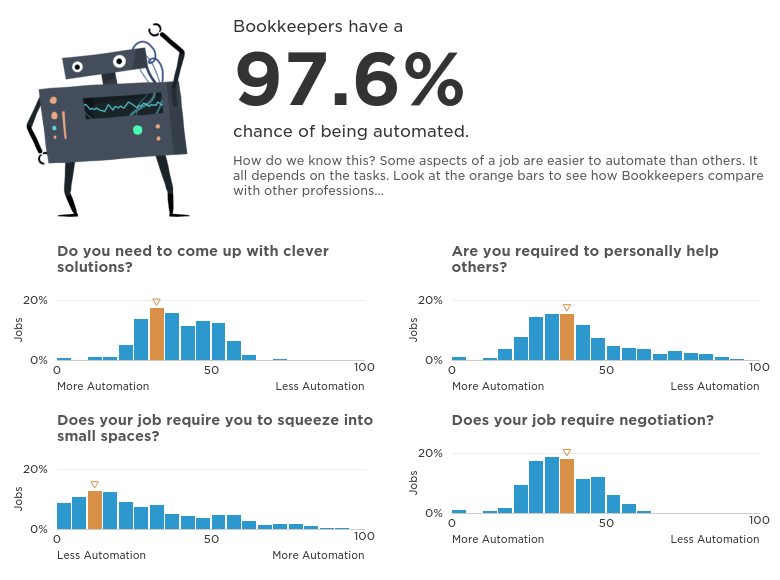 Bookkeepers have a
97.6%
chance of being automated.
How do we know this? Some aspects of a job are easier to automate than others. It
all depends on the tasks. Look at the orange bars to see how Bookkeepers compare
with other professions...
Do you need to come up with clever
solutions?
20%
Jobs
0%
0
50
100
More Automation
Less Automation
Are you required to personally help
others?
20%
Jobs
0%
0
50
100
More Automation
Less Automation
Does your job require you to squeeze into
small spaces?
20%
Jobs
0%
0
50
100
Less Automation
More Automation
Does your job require negotiation?
20%
Jobs
0%
0
50
100
More Automation
Less Automation